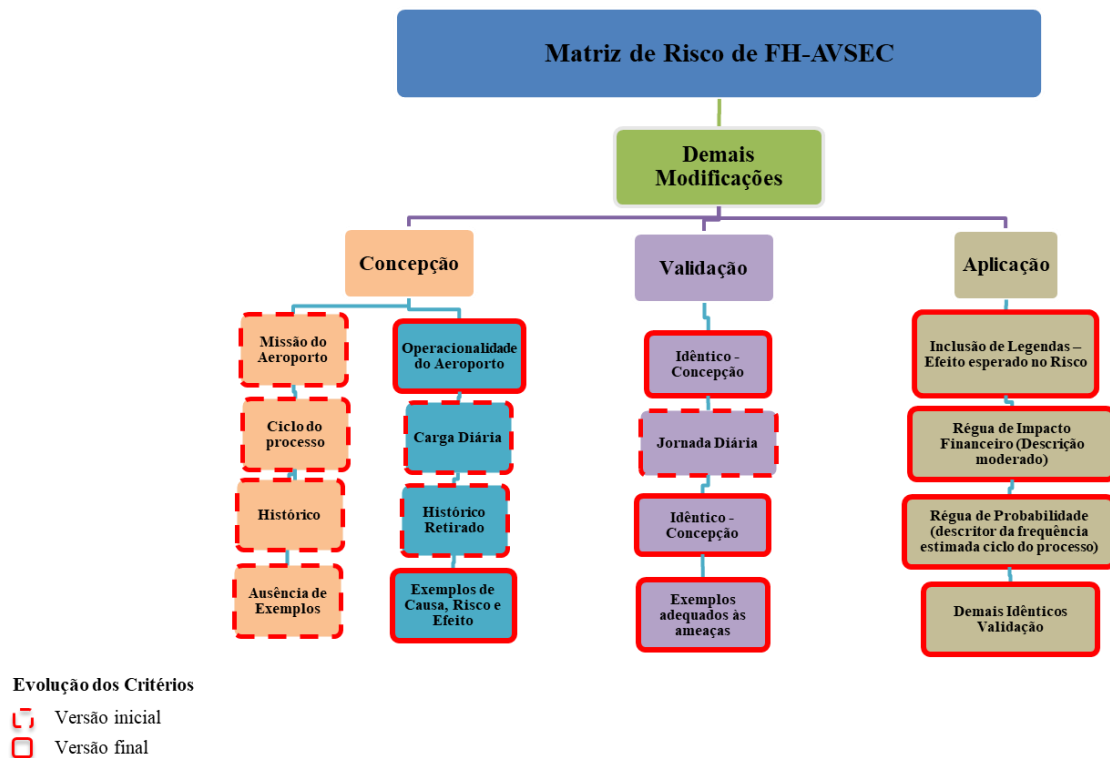 Matriz de Risco de FH-AVSEC
Demais
Modificações
Concepção
Validação
Aplicação
Missão do
Aeroporto
Ciclo do
processo
Histórico
Ausência de
Exemplos
Operacionalidade
do Aeroporto
Carga Diária
Histórico
Retirado
Exemplos de
Causa, Risco e
Efeito
Idêntico -
Concepção
Jornada Diária
Idêntico -
Concepção
Exemplos
adequados às
ameaças
Inclusão de Legendas –
Efeito esperado no Risco
Régua de Impacto
Financeiro (Descrição
moderado)
Régua de Probabilidade
(descritor da frequência
estimada ciclo do processo)
Demais Idênticos
Validação
Evolução dos Critérios
Versão inicial
Versão final